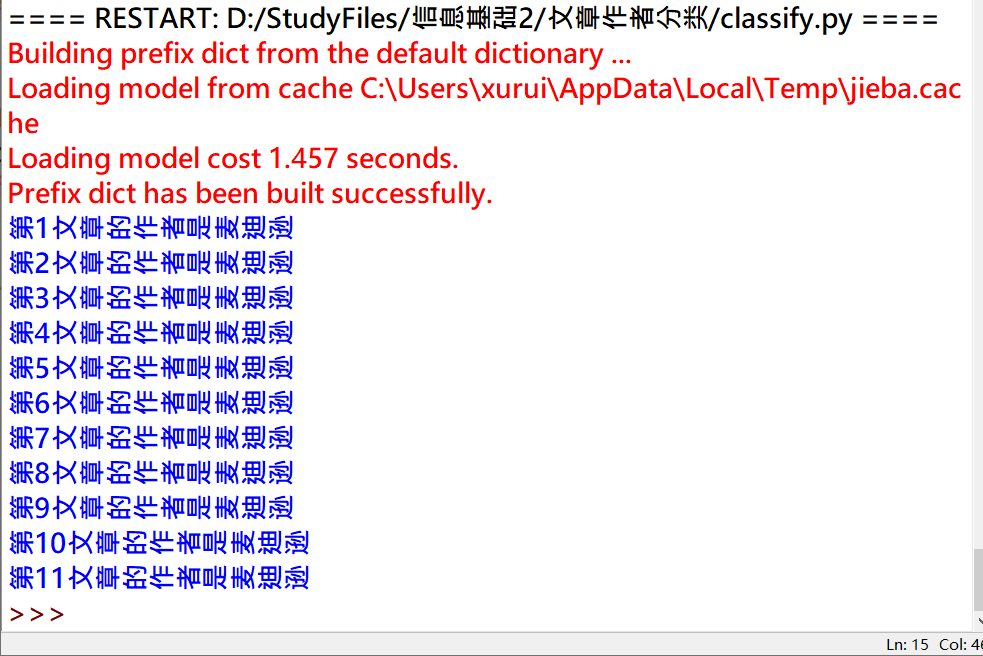 ==== RESTART: D:/StudyFiles/信息基础2/文章作者分类/classify.py ====
Building prefix dict from the default dictionary ...
Loading model from cache C:\Users\xurui\AppData\Local\Temp\jieba.cac
he
Loading model cost 1.457 seconds.
Prefix dict has been built successfully.
第1文章的作者是麦迪逊
第2文章的作者是麦迪逊
第3文章的作者是麦迪逊
第4文章的作者是麦迪逊
第5文章的作者是麦迪逊
第6文章的作者是麦迪逊
第7文章的作者是麦迪逊
第8文章的作者是麦迪逊
第9文章的作者是麦迪逊
第10文章的作者是麦迪逊
第11文章的作者是麦迪逊
>>>
Ln: 15 Col: 4